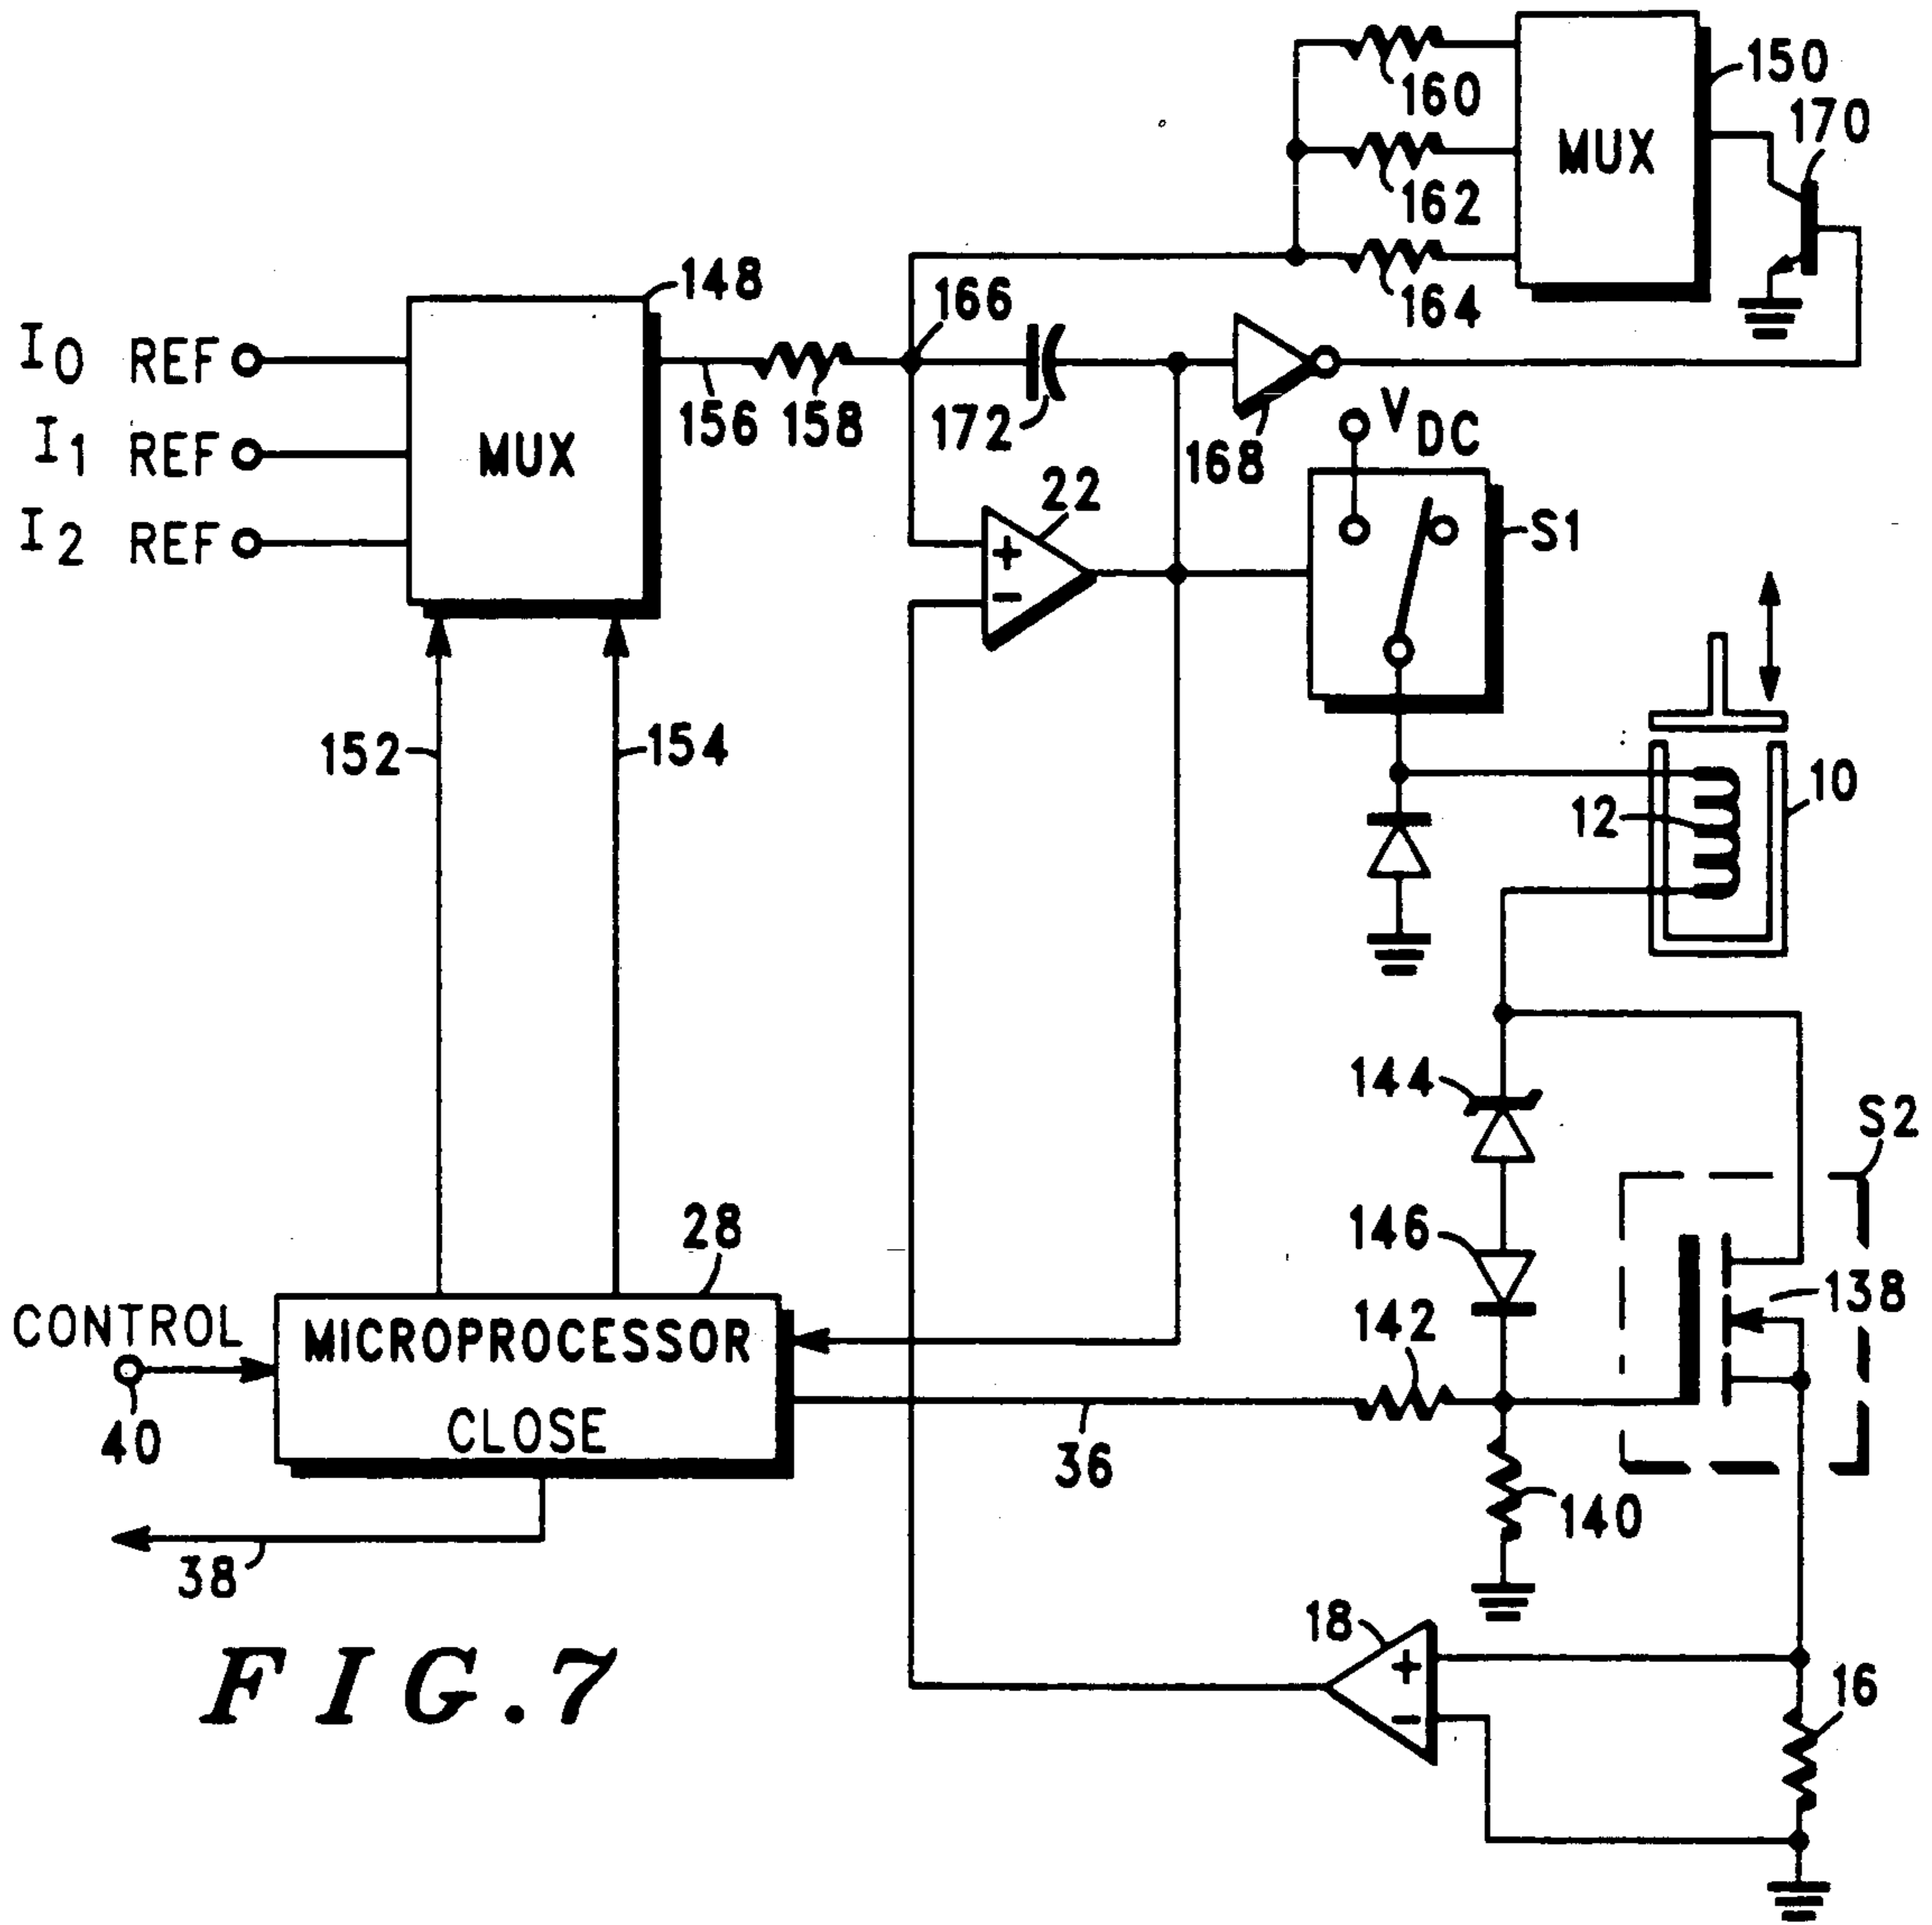 160
150
170
MUX
162
164
148
166
I0 REF
I1 REF
I2 REF
MUX
156
158
172
168
VDC
22
+
−
S1
152
154
12
10
144
S2
28
146
138
CONTROL
MICROPROCESSOR
142
CLOSE
40
36
140
38
18
+
−
16
FIG.7